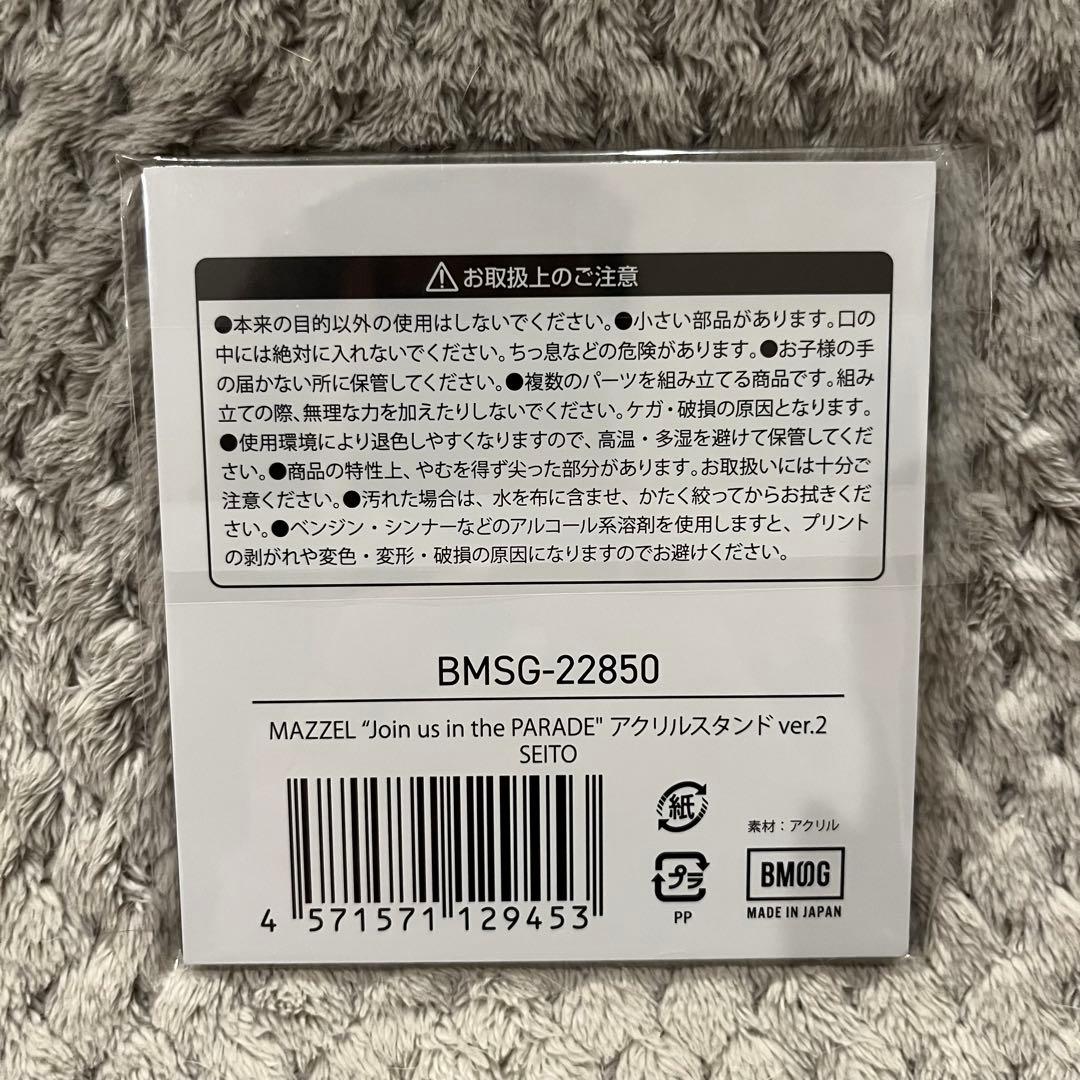 ⚠お取扱上のご注意
●本来の目的以外の使用はしないでください。●小さい部品があります。口の
中には絶対に入れないでください。ちっ息などの危険があります。●お子様の手
の届かない所に保管してください。●複数のパーツを組み立てる商品です。組み
立ての際、無理な力を加えたりしないでください。ケガ・破損の原因となります。
●使用環境により退色しやすくなりますので、高温・多湿を避けて保管してくだ
さい。●商品の特性上、やむを得ず尖った部分があります。お取扱いには十分ご
注意ください。●汚れた場合は、水を布に含ませ、かたく絞ってからお拭きくだ
さい。●ベンジン・シンナーなどのアルコール系溶剤を使用しますと、プリント
の剥がれや変色・変形・破損の原因になりますのでお避けください。
BMSG-22850
MAZZEL “Join us in the PARADE" アクリルスタンド ver.2
SEITO
4 571571 129453
紙
プラ
PP
素材：アクリル
BMSG
MADE IN JAPAN